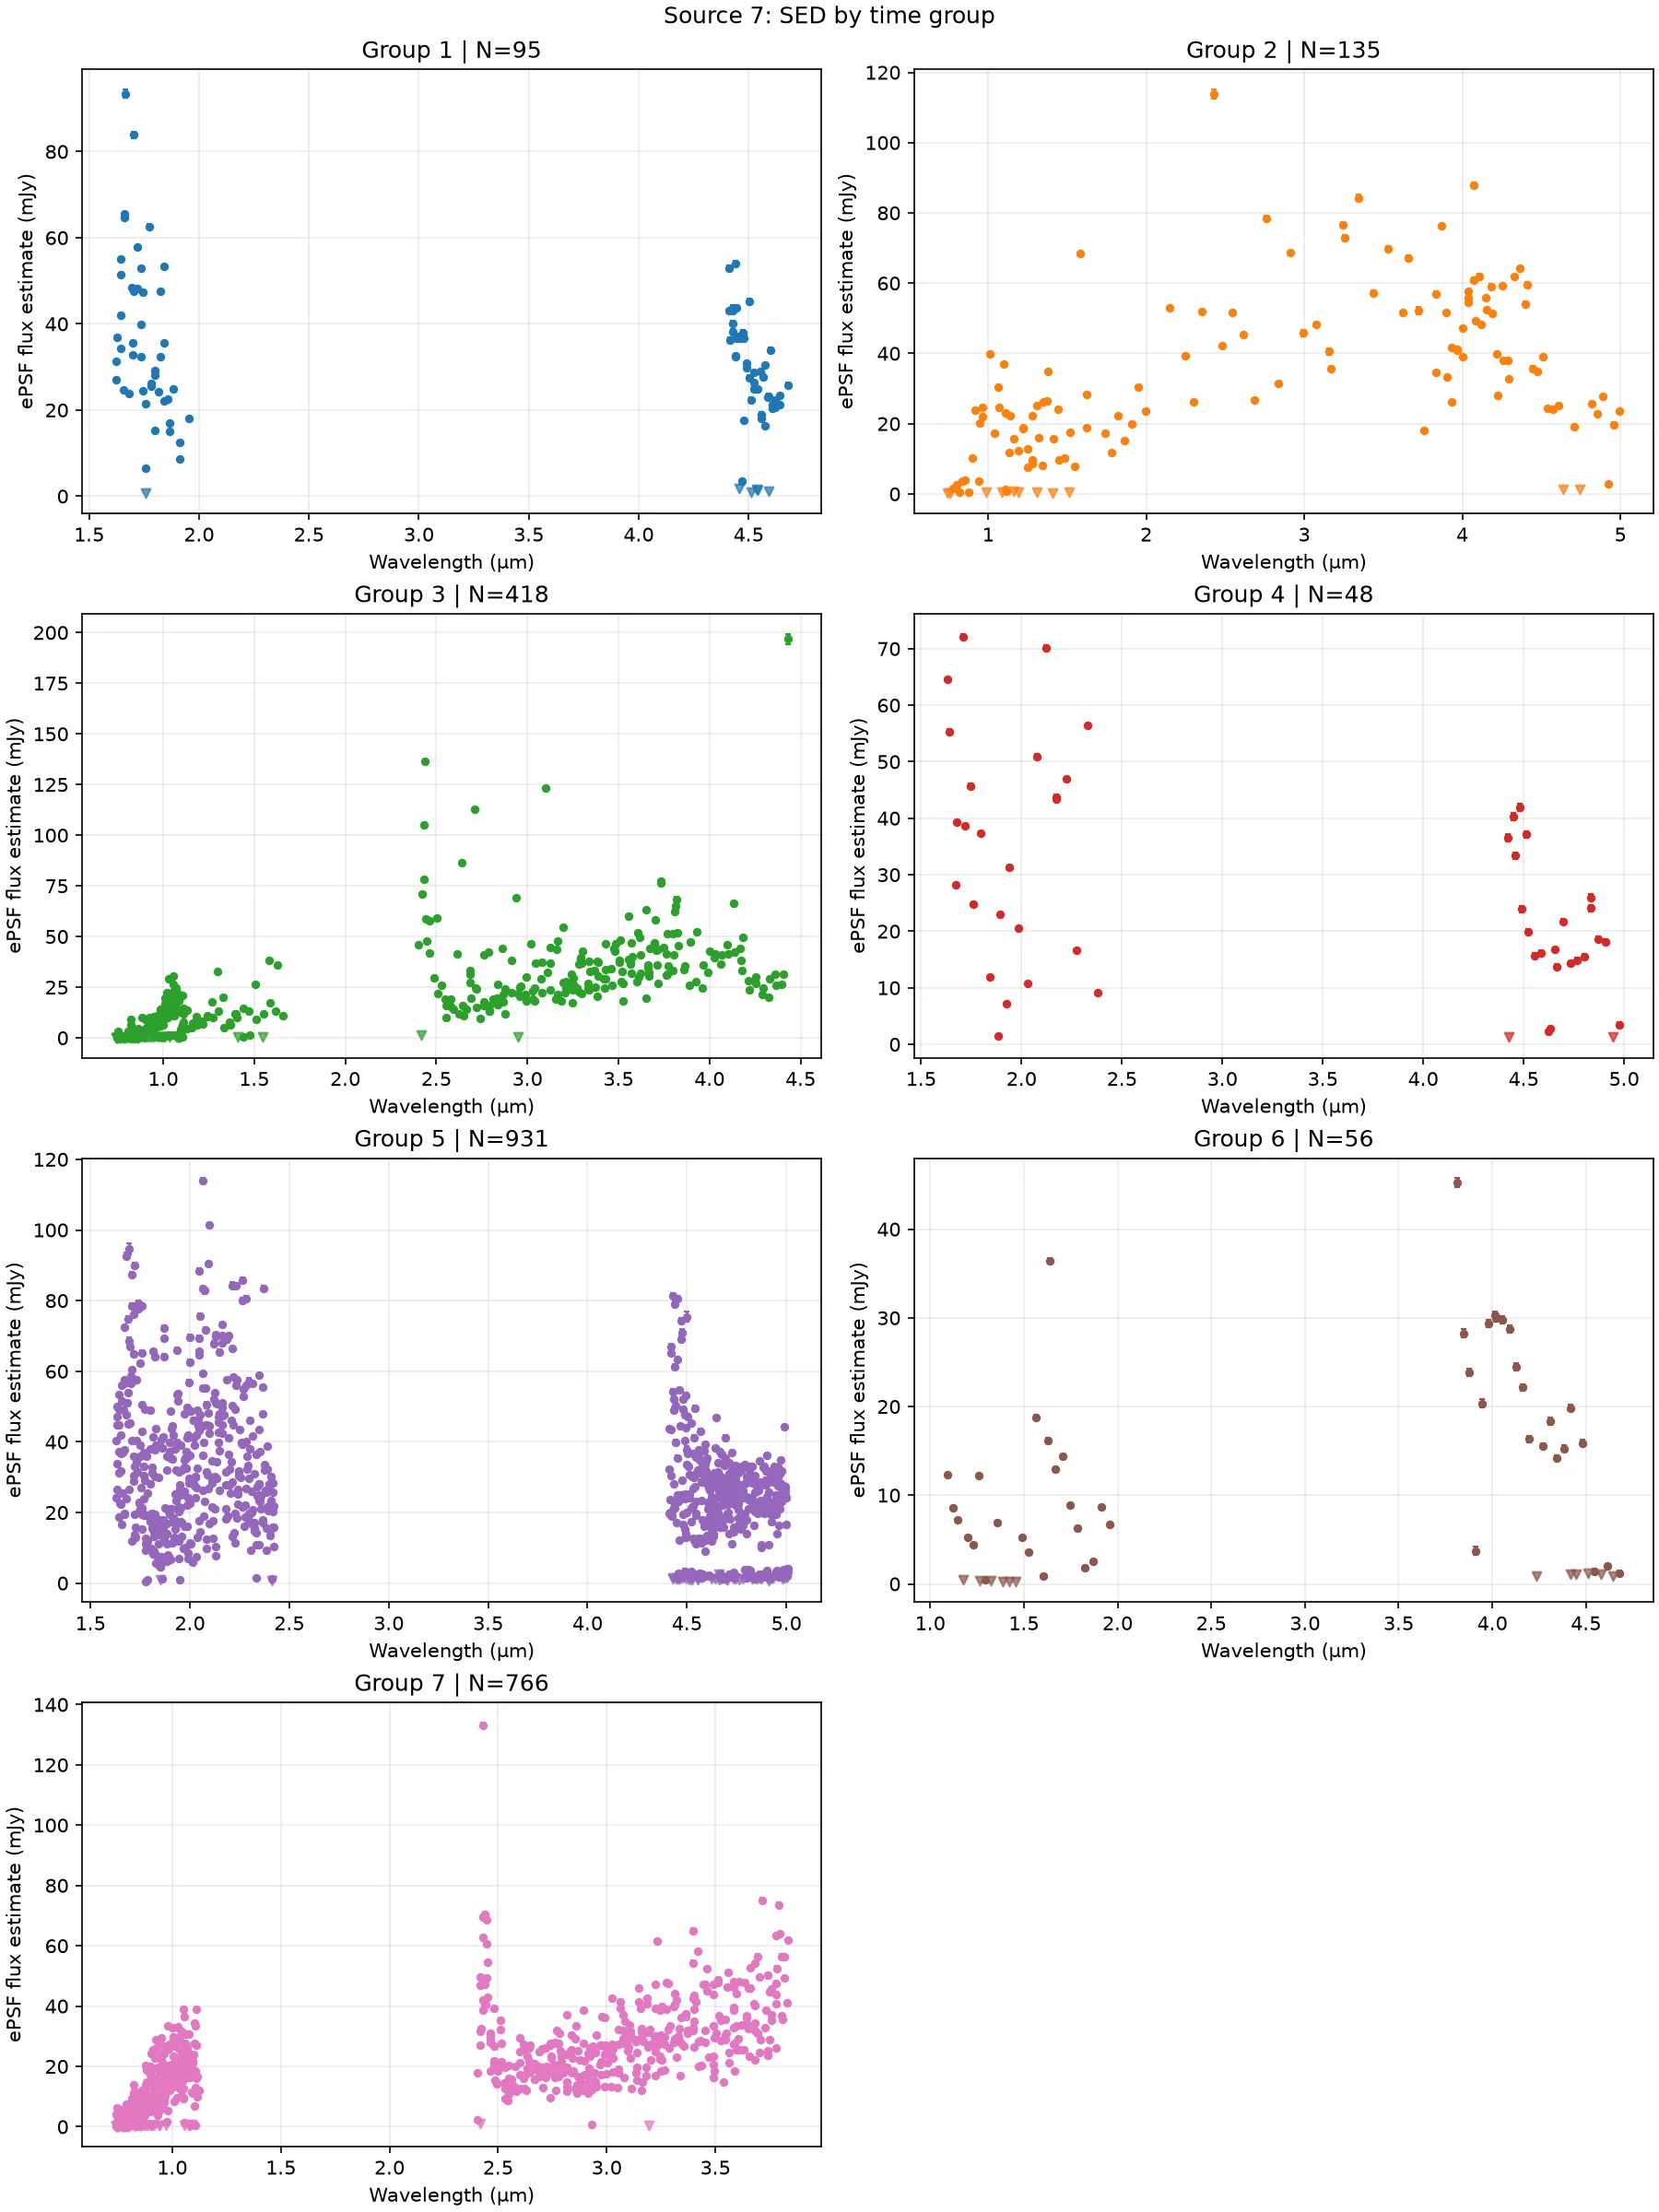 Source 7: SED by time group
Group 1 | N=95
ePSF flux estimate (mJy)
80
60
40
20
0
1.5 2.0 2.5 3.0 3.5 4.0 4.5
Wavelength (µm)
Group 2 | N=135
ePSF flux estimate (mJy)
120
100
80
60
40
20
0
1 2 3 4 5
Wavelength (µm)
Group 3 | N=418
ePSF flux estimate (mJy)
200
175
150
125
100
75
50
25
0
1.0 1.5 2.0 2.5 3.0 3.5 4.0 4.5
Wavelength (µm)
Group 4 | N=48
ePSF flux estimate (mJy)
70
60
50
40
30
20
10
0
1.5 2.0 2.5 3.0 3.5 4.0 4.5 5.0
Wavelength (µm)
Group 5 | N=931
ePSF flux estimate (mJy)
120
100
80
60
40
20
0
1.5 2.0 2.5 3.0 3.5 4.0 4.5 5.0
Wavelength (µm)
Group 6 | N=56
ePSF flux estimate (mJy)
40
30
20
10
0
1.0 1.5 2.0 2.5 3.0 3.5 4.0 4.5
Wavelength (µm)
Group 7 | N=766
ePSF flux estimate (mJy)
140
120
100
80
60
40
20
0
1.0 1.5 2.0 2.5 3.0 3.5
Wavelength (µm)